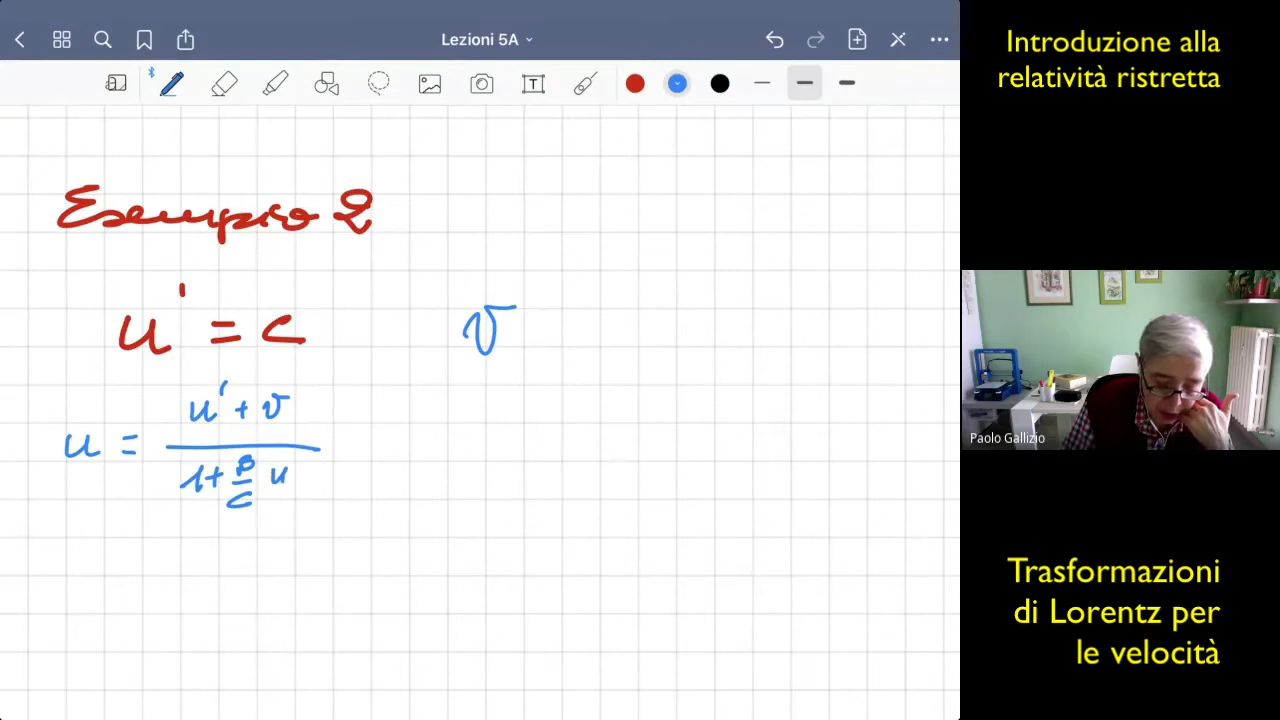 Lezioni 5A
T
Introduzione alla
relatività ristretta
Esempio 2
u' = c
v
u = u' + v / 1 + β/c u
Paolo Gallizio
Trasformazioni
di Lorentz per
le velocità